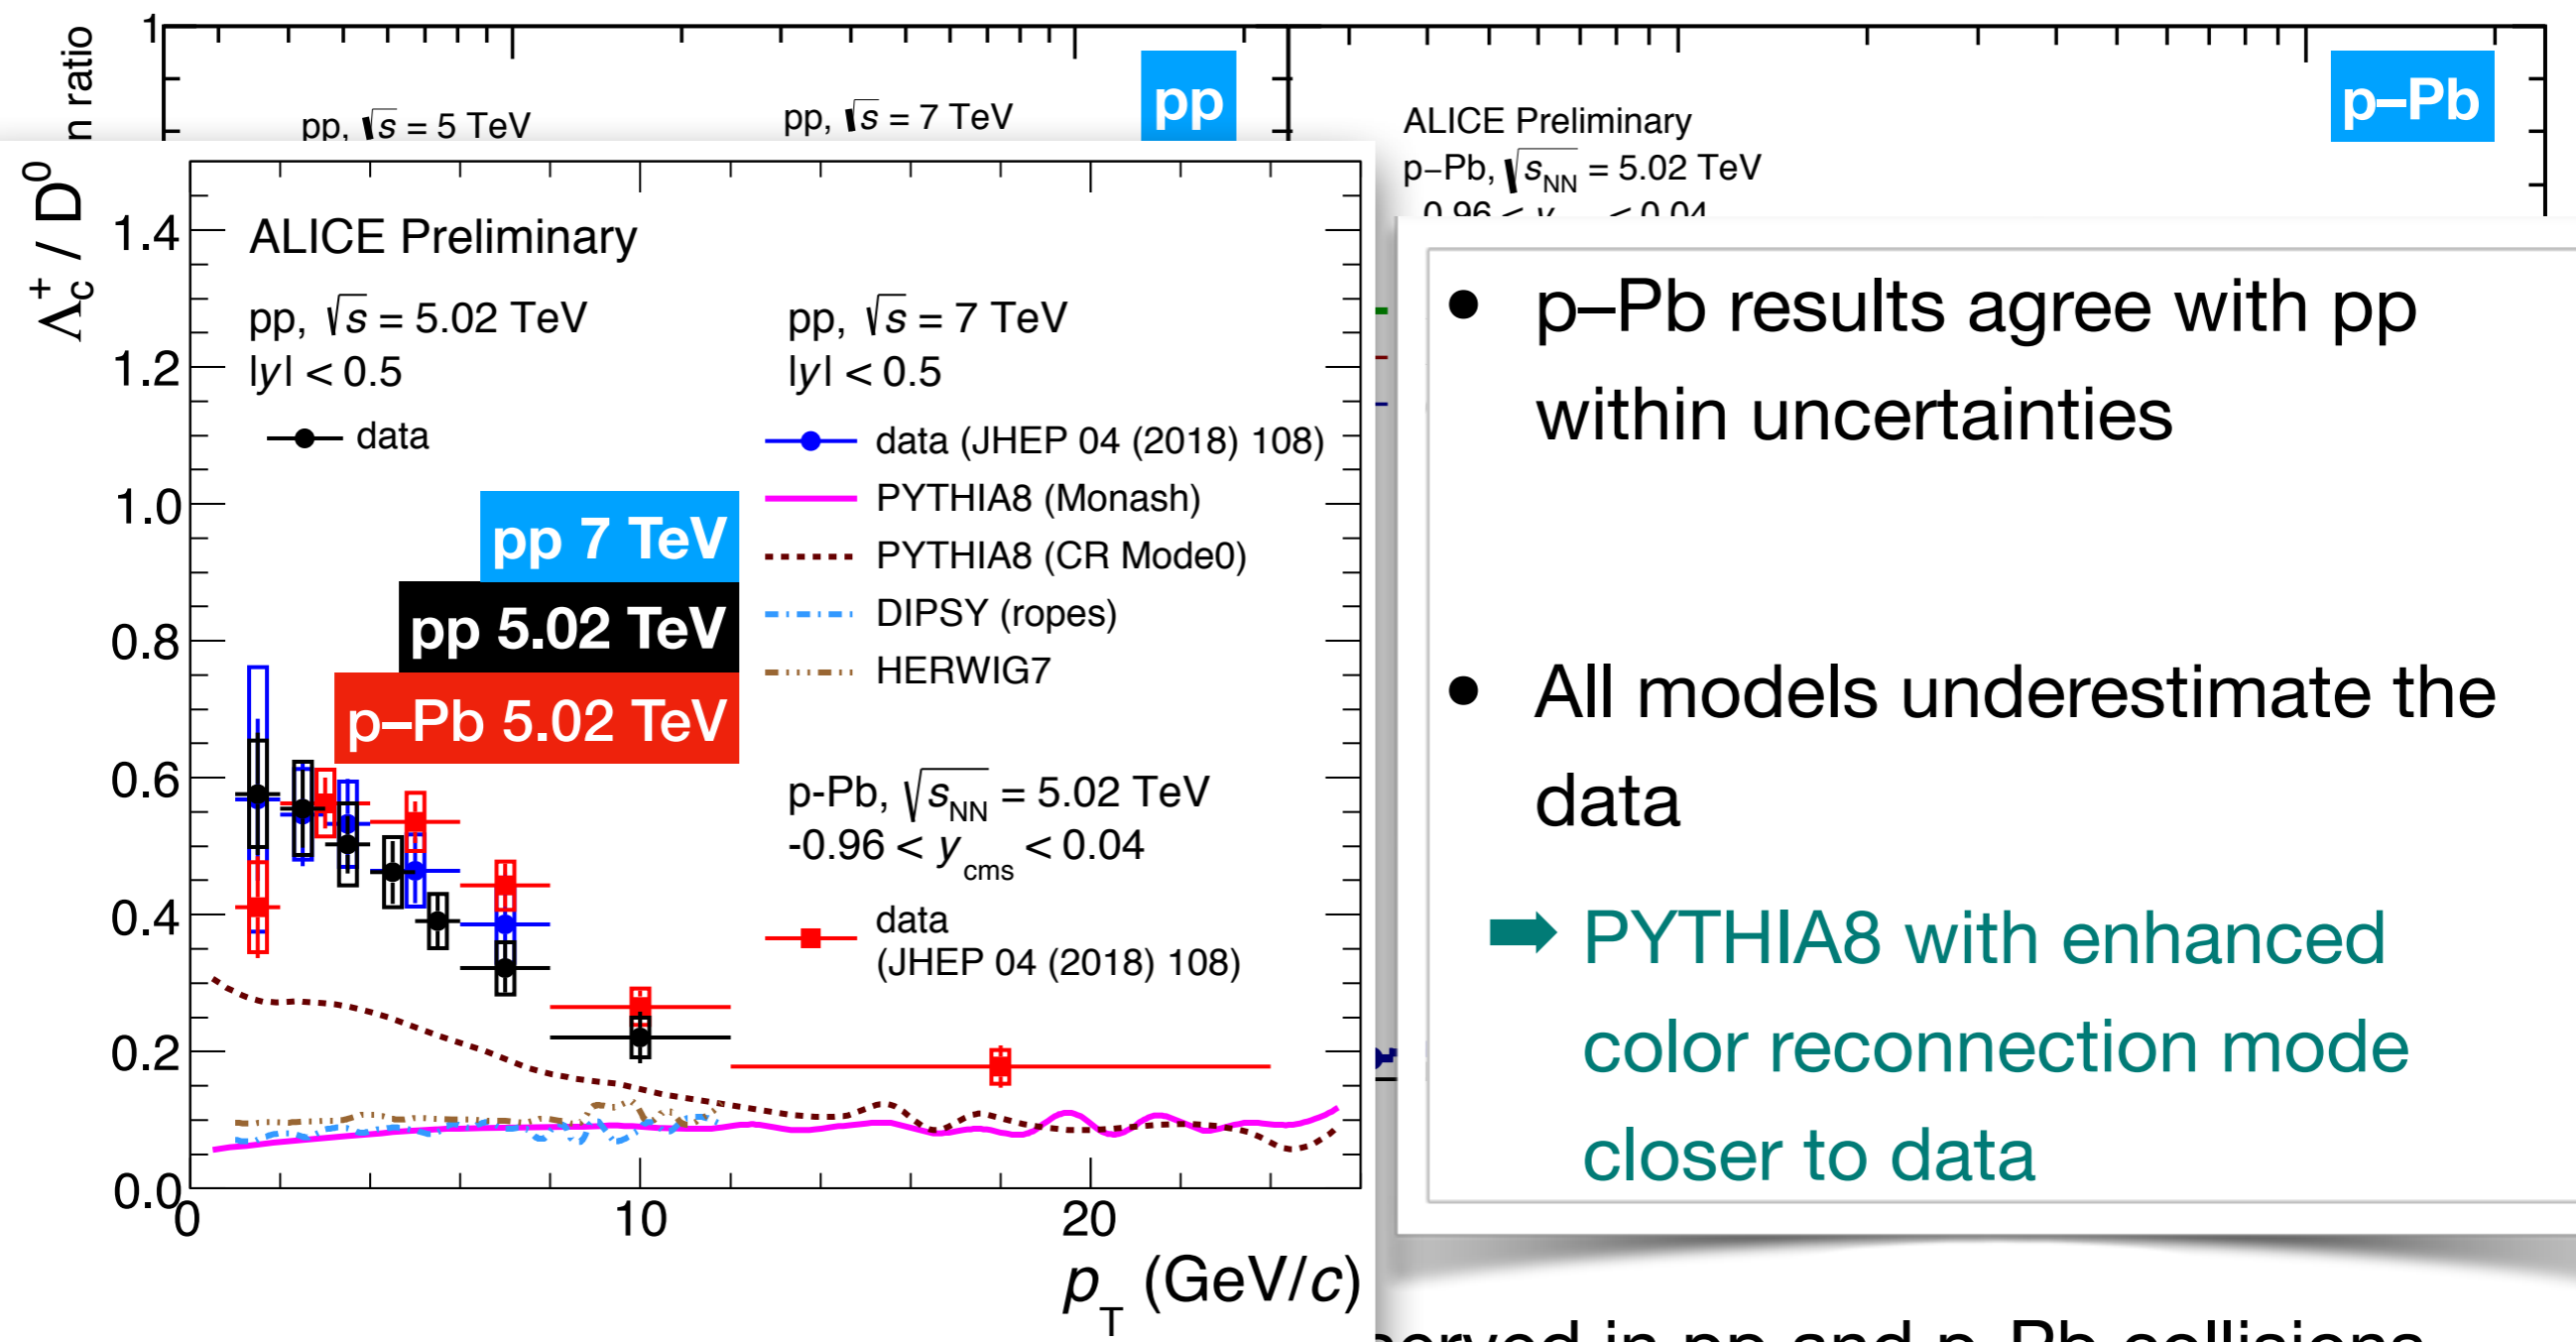 1
n ratio
pp, √s = 5 TeV
pp, √s = 7 TeV
pp
ALICE Preliminary
p–Pb, √sNN = 5.02 TeV
p–Pb
Λc+ / D0
1.4
1.2
1.0
0.8
0.6
0.4
0.2
0.0
ALICE Preliminary
pp, √s = 5.02 TeV
|y| < 0.5
data
pp, √s = 7 TeV
|y| < 0.5
data (JHEP 04 (2018) 108)
PYTHIA8 (Monash)
PYTHIA8 (CR Mode0)
DIPSY (ropes)
HERWIG7
pp 7 TeV
pp 5.02 TeV
p–Pb 5.02 TeV
p-Pb, √sNN = 5.02 TeV
-0.96 < ycms < 0.04
data
(JHEP 04 (2018) 108)
0
10
20
pT (GeV/c)
• p–Pb results agree with pp
within uncertainties
• All models underestimate the
data
➡ PYTHIA8 with enhanced
color reconnection mode
closer to data
in pp and p–Pb collisions